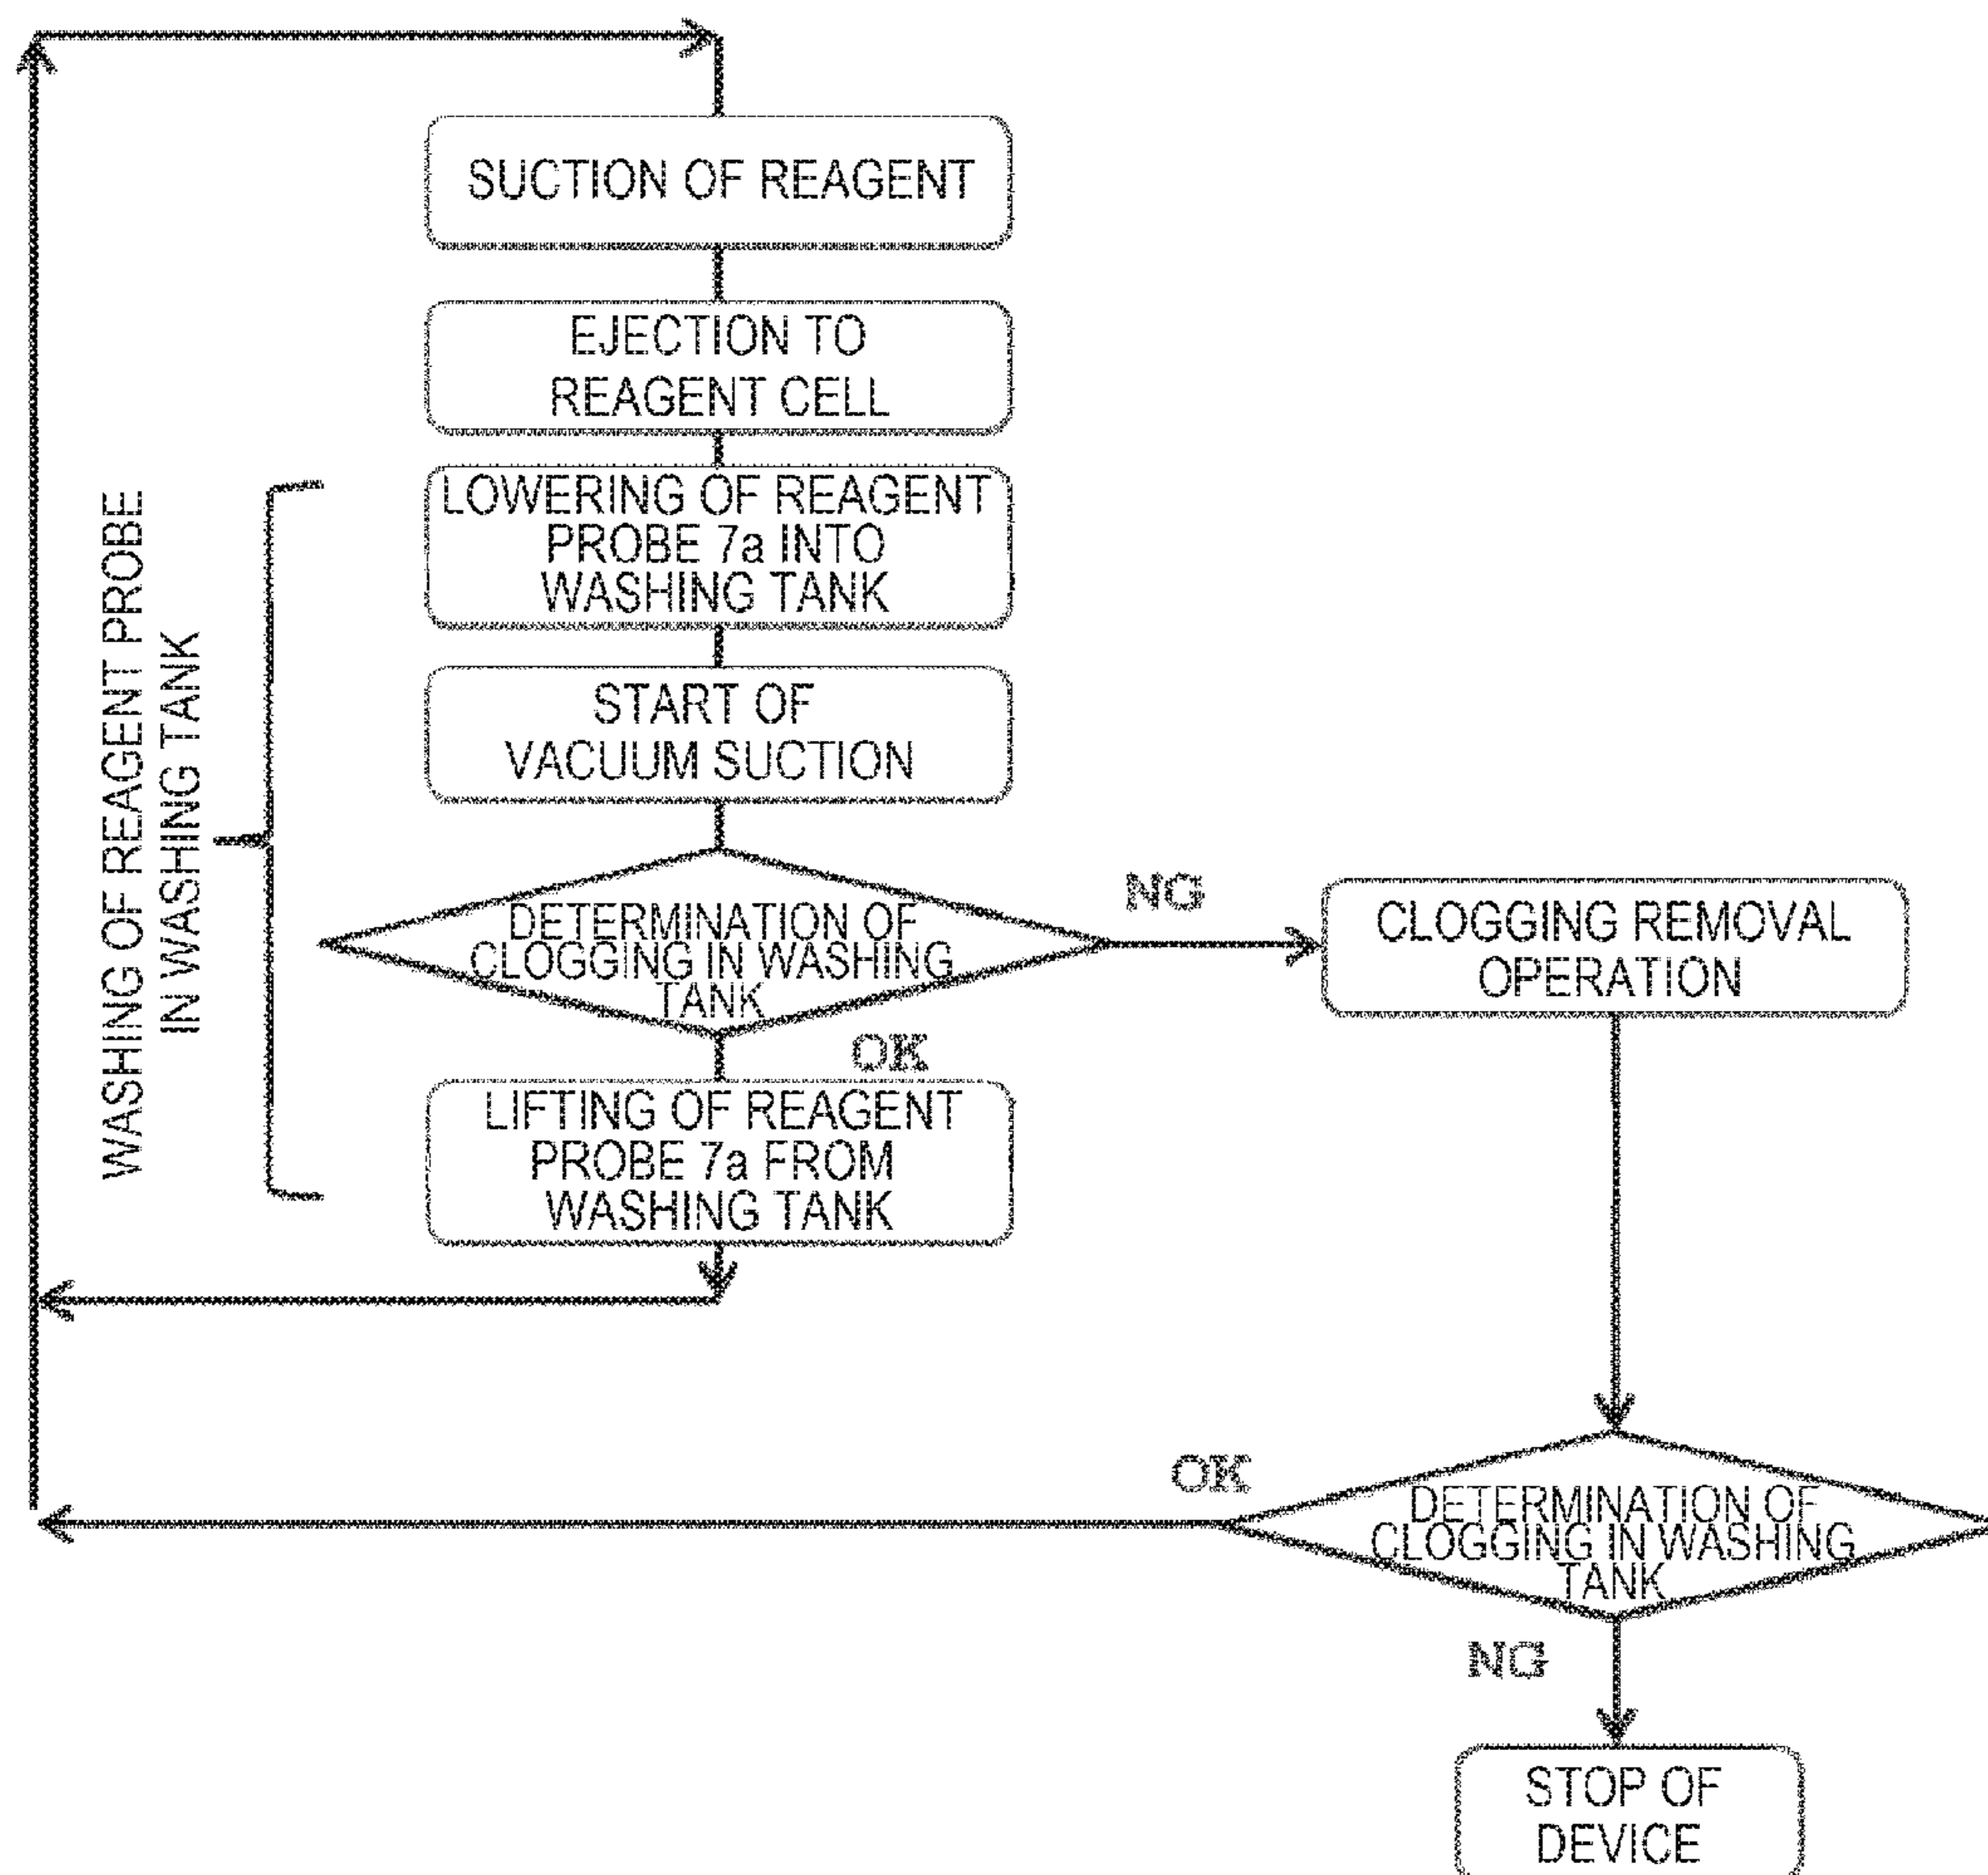 SUCTION OF REAGENT
EJECTION TO
REAGENT CELL
LOWERING OF REAGENT
PROBE 7a INTO
WASHING TANK
START OF
VACUUM SUCTION
WASHING OF REAGENT PROBE
IN WASHING TANK
DETERMINATION OF
CLOGGING IN WASHING
TANK
NG
CLOGGING REMOVAL
OPERATION
OK
LIFTING OF REAGENT
PROBE 7a FROM
WASHING TANK
OK
DETERMINATION OF
CLOGGING IN WASHING
TANK
NG
STOP OF
DEVICE